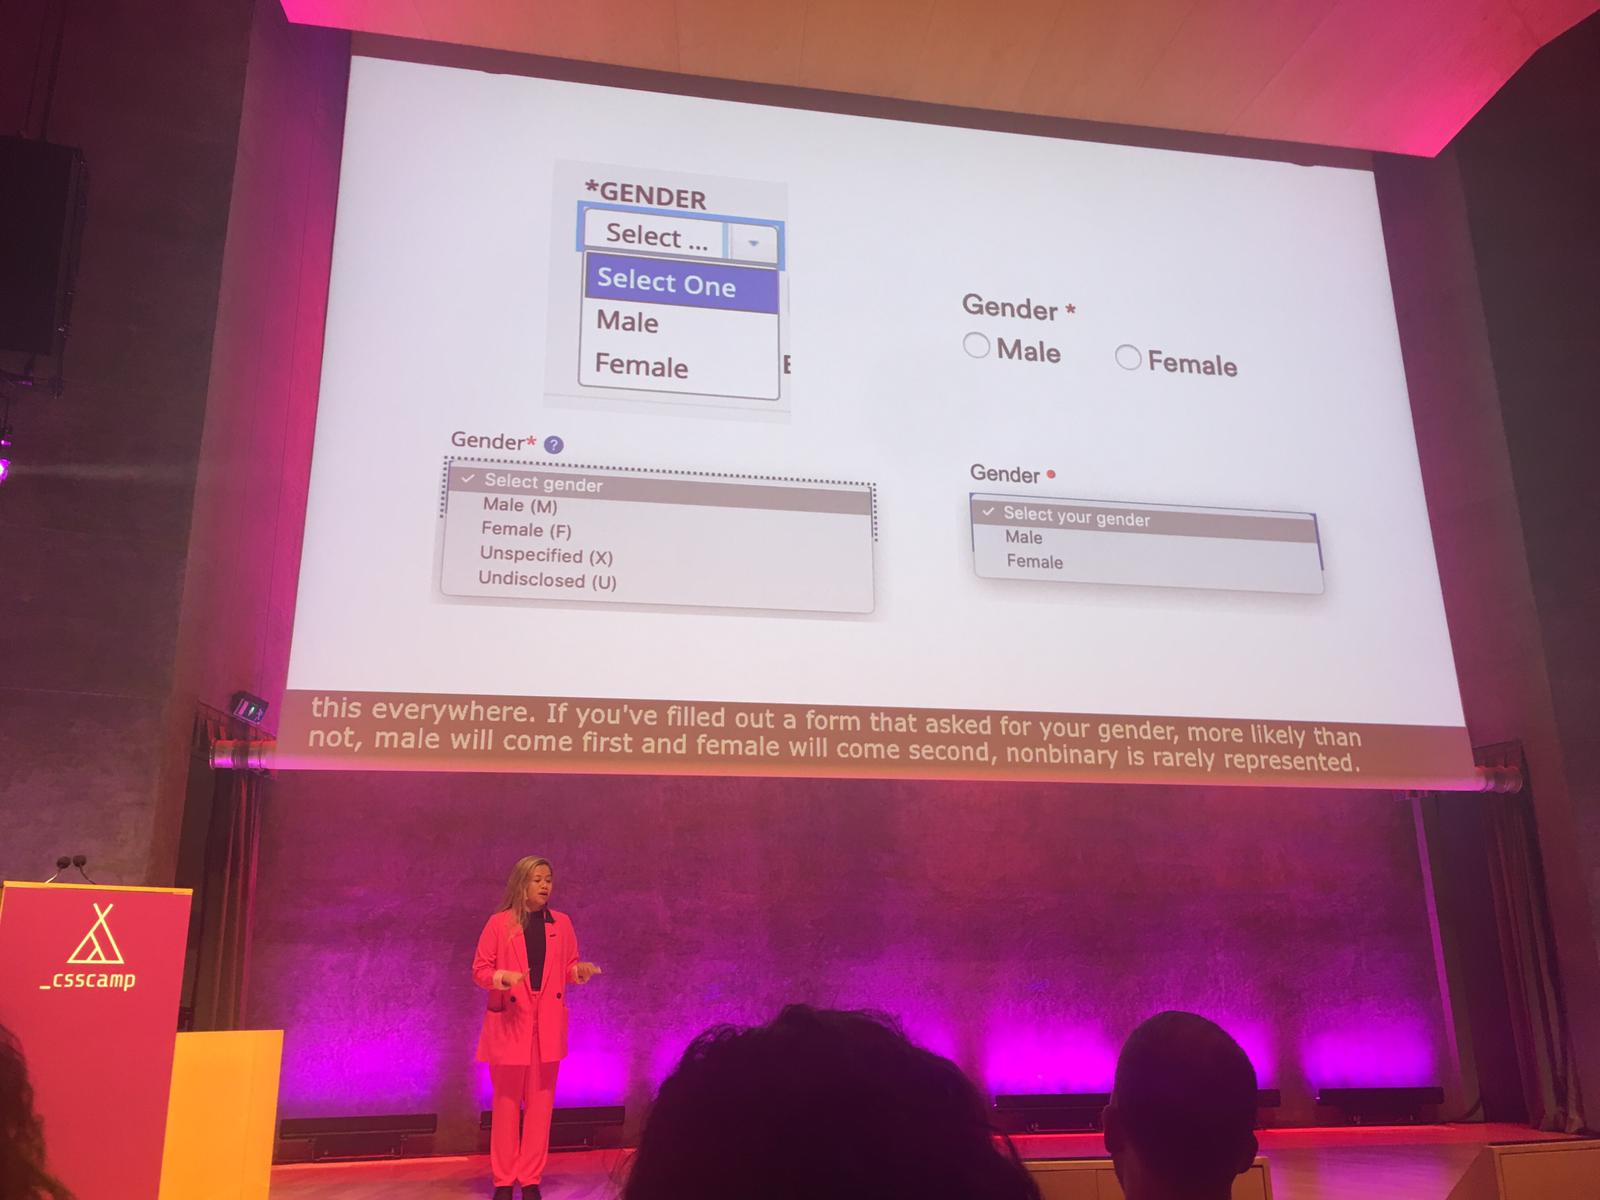 *GENDER
Select ...
Select One
Male
Female
Gender *
Male Female
Gender* ?
✓ Select gender
Male (M)
Female (F)
Unspecified (X)
Undisclosed (U)
Gender •
✓ Select your gender
Male
Female
this everywhere. If you've filled out a form that asked for your gender, more likely than
not, male will come first and female will come second, nonbinary is rarely represented.
_csscamp